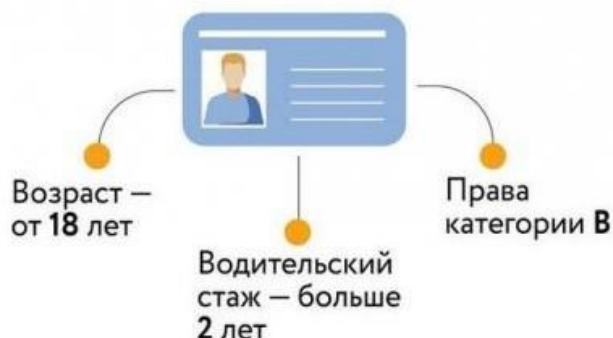 Возраст —
от 18 лет
Водительский
стаж — больше
2 лет
Права
категории B